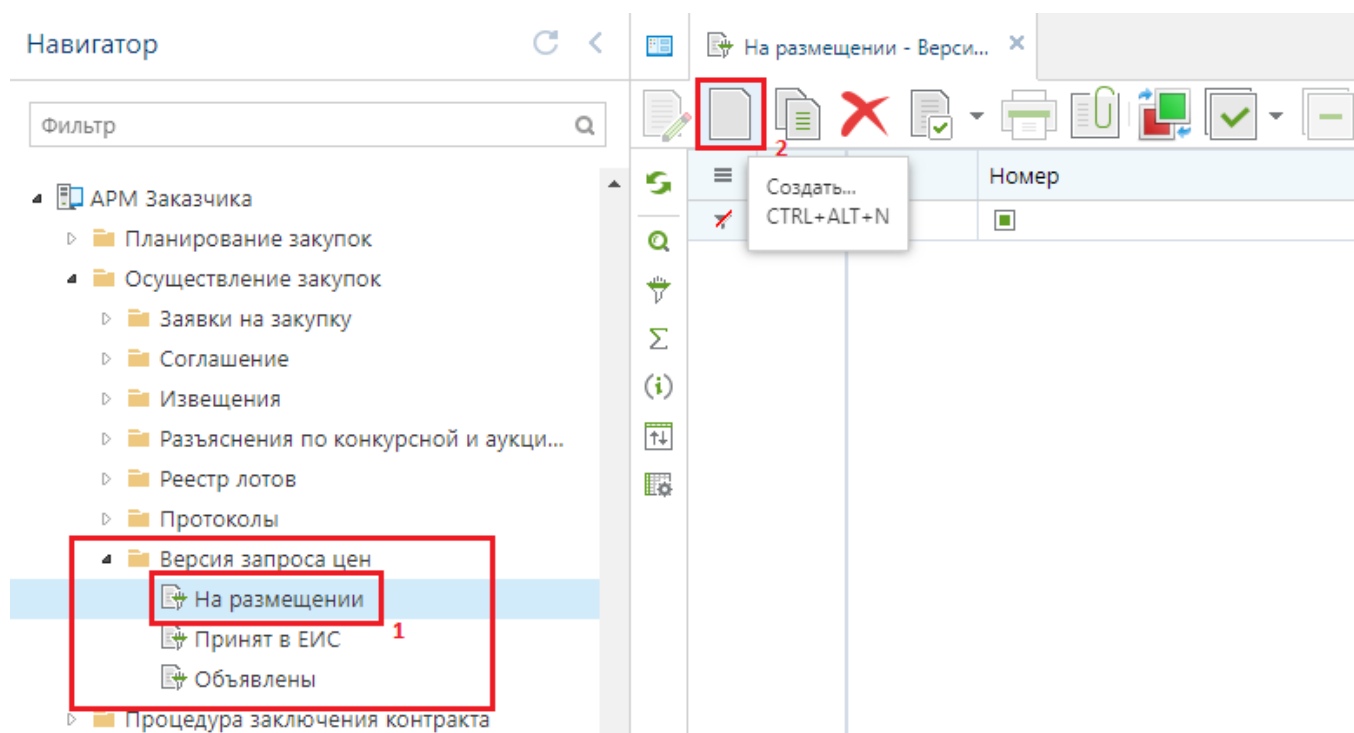 Навигатор
На размещении - Верси...
Фильтр
2
Создать...
CTRL+ALT+N
Номер
АРМ Заказчика
Планирование закупок
Осуществление закупок
Заявки на закупку
Соглашение
Извещения
Разъяснения по конкурсной и аукци...
Реестр лотов
Протоколы
Версия запроса цен
На размещении
1
Принят в ЕИС
Объявлены
Процедура заключения контракта